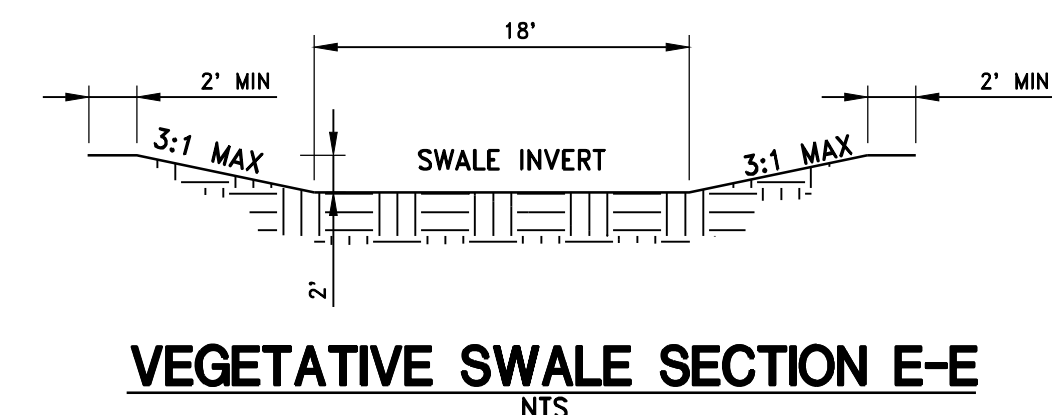 18'
2' MIN
2' MIN
3:1 MAX
SWALE INVERT
3:1 MAX
2'
VEGETATIVE SWALE SECTION E-E
NTS